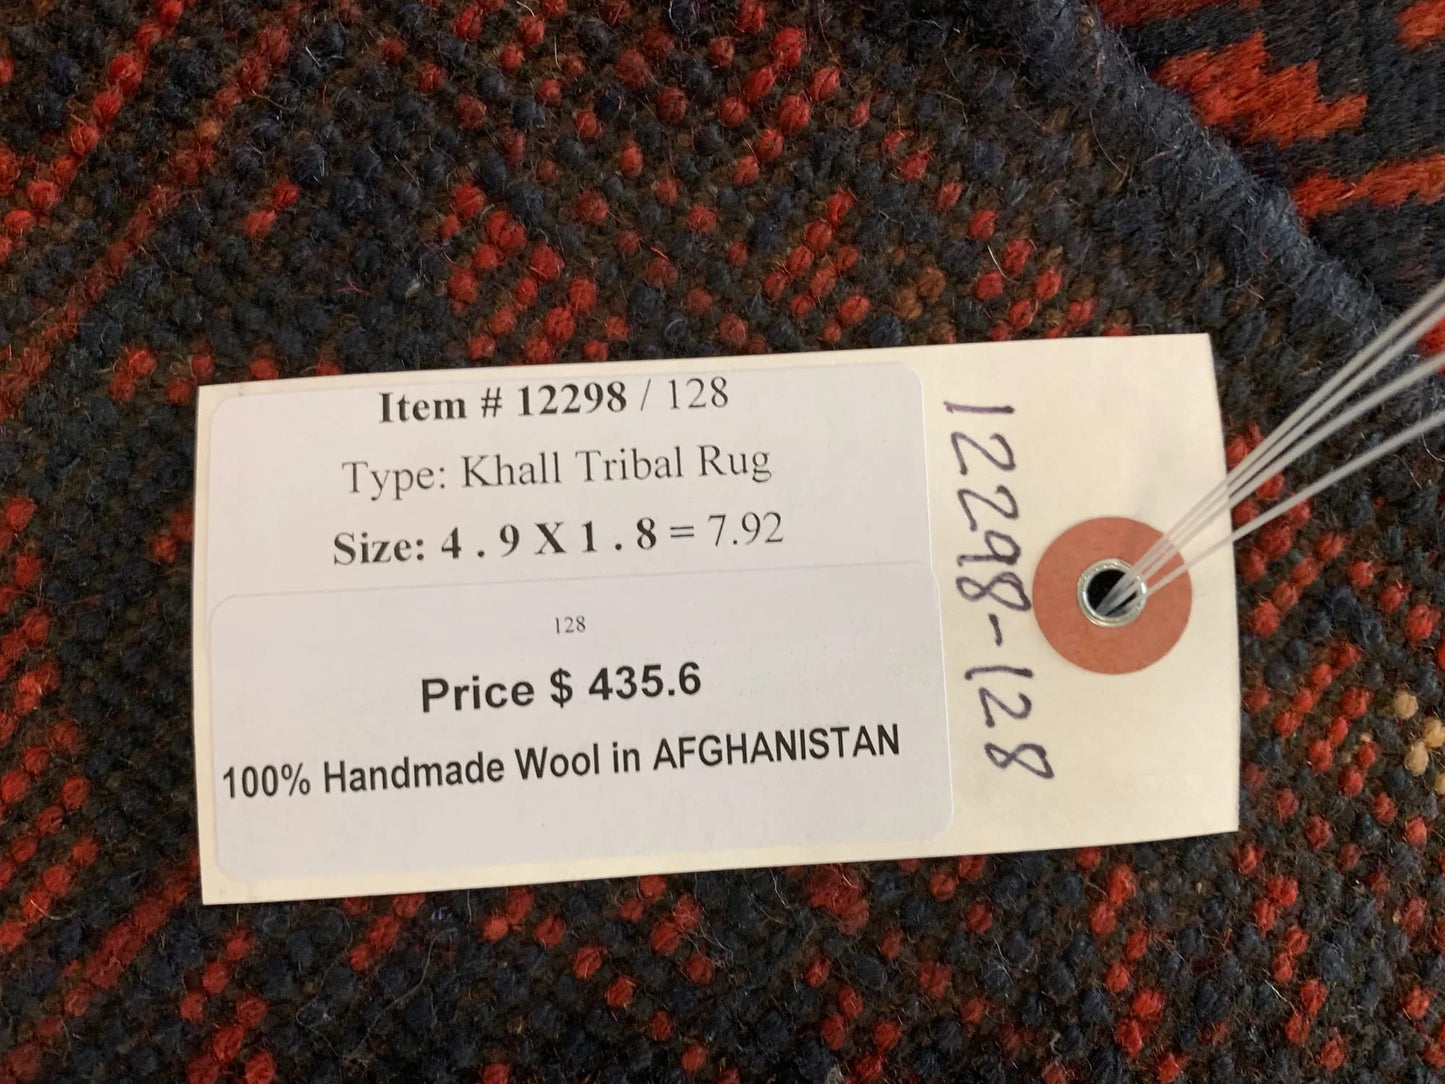 Item # 12298 / 128
Type: Khall Tribal Rug
Size: 4 . 9 X 1 . 8 = 7.92
128
Price $ 435.6
100% Handmade Wool in AFGHANISTAN
12298-128